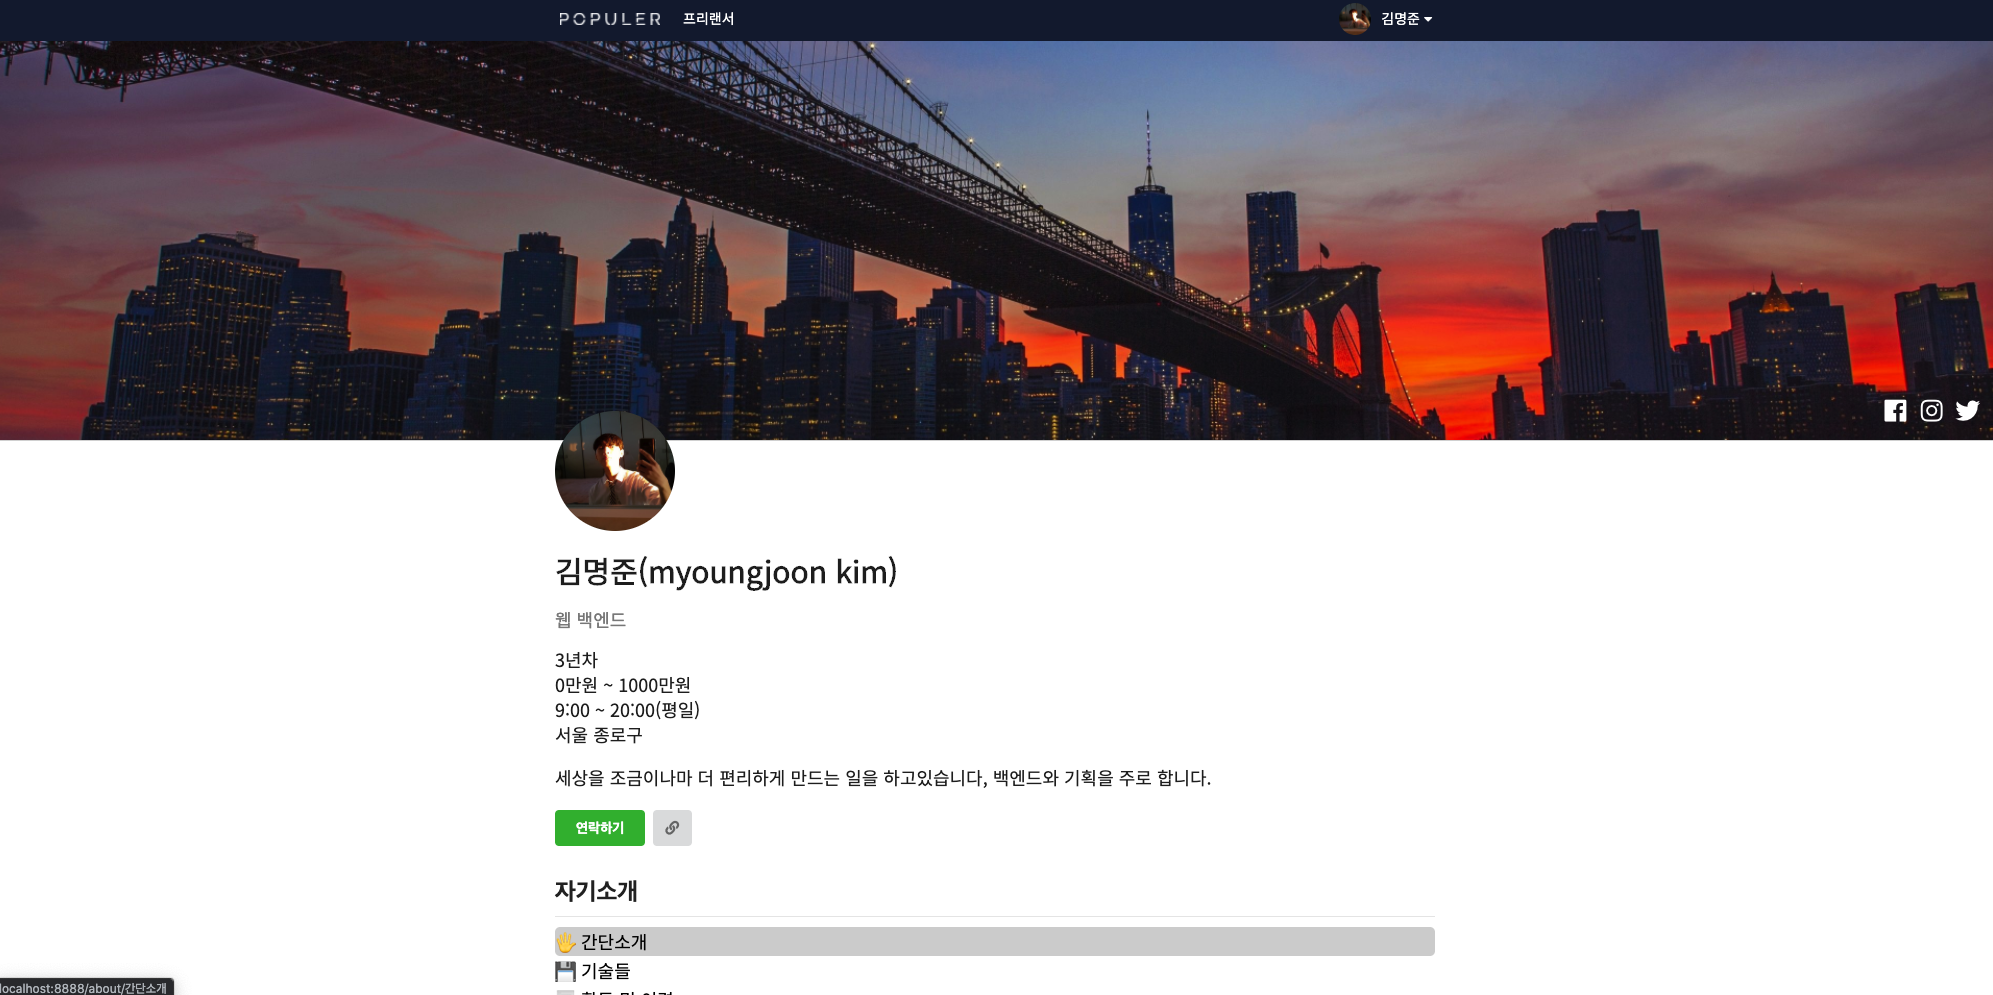 POPULER
프리랜서
김명준
김명준(myoungjoon kim)
웹 백엔드
3년차
0만원 ~ 1000만원
9:00 ~ 20:00(평일)
서울 종로구
세상을 조금이나마 더 편리하게 만드는 일을 하고있습니다, 백엔드와 기획을 주로 합니다.
연락하기
자기소개
🖐 간단소개
💾 기술들
localhost:8888/about/간단소개